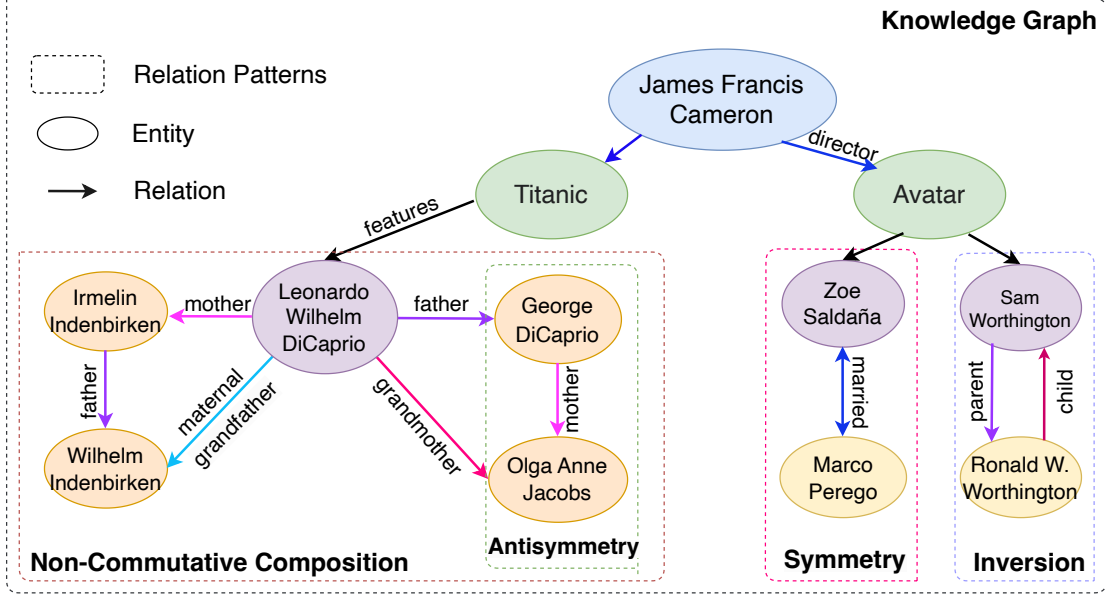 Knowledge Graph
Relation Patterns
Entity
Relation
James Francis
Cameron
director
Titanic
Avatar
features
Irmelin
Indenbirken
mother
Leonardo
Wilhelm
DiCaprio
father
George
DiCaprio
Zoe
Saldaña
Sam
Worthington
father
maternal
grandfather
grandmother
mother
married
parent
child
Wilhelm
Indenbirken
Olga Anne
Jacobs
Marco
Perego
Ronald W.
Worthington
Non-Commutative Composition
Antisymmetry
Symmetry
Inversion